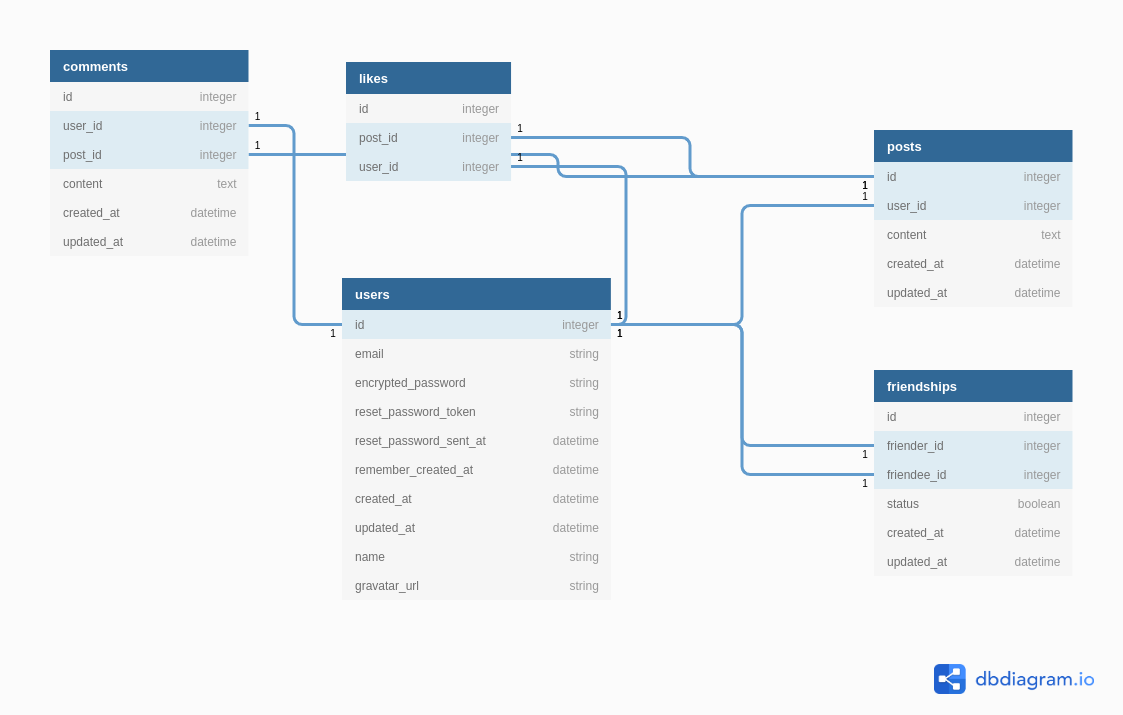 comments
id integer
user_id integer
post_id integer
content text
created_at datetime
updated_at datetime
1
1
likes
id integer
post_id integer
user_id integer
1
1
posts
id integer
user_id integer
content text
created_at datetime
updated_at datetime
1
1
users
id integer
email string
encrypted_password string
reset_password_token string
reset_password_sent_at datetime
remember_created_at datetime
created_at datetime
updated_at datetime
name string
gravatar_url string
1
1
1
friendships
id integer
friender_id integer
friendee_id integer
status boolean
created_at datetime
updated_at datetime
1
1
dbdiagram.io